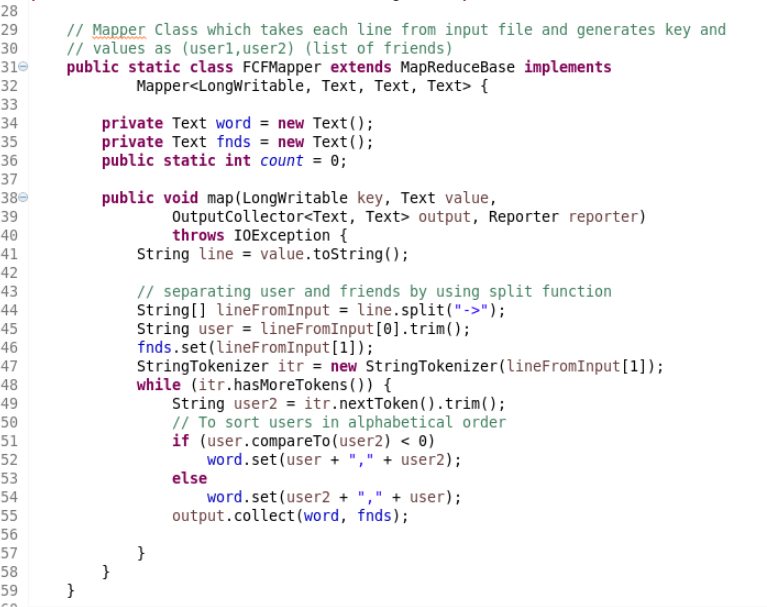 28
29     // Mapper Class which takes each line from input file and generates key and
30     // values as (user1,user2) (list of friends)
31     public static class FCFMapper extends MapReduceBase implements
32             Mapper<LongWritable, Text, Text, Text> {
33
34         private Text word = new Text();
35         private Text fnds = new Text();
36         public static int count = 0;
37
38         public void map(LongWritable key, Text value,
39                 OutputCollector<Text, Text> output, Reporter reporter)
40                 throws IOException {
41             String line = value.toString();
42
43             // separating user and friends by using split function
44             String[] lineFromInput = line.split("->");
45             String user = lineFromInput[0].trim();
46             fnds.set(lineFromInput[1]);
47             StringTokenizer itr = new StringTokenizer(lineFromInput[1]);
48             while (itr.hasMoreTokens()) {
49                 String user2 = itr.nextToken().trim();
50                 // To sort users in alphabetical order
51                 if (user.compareTo(user2) < 0)
52                     word.set(user + "," + user2);
53                 else
54                     word.set(user2 + "," + user);
55                 output.collect(word, fnds);
56
57             }
58         }
59     }